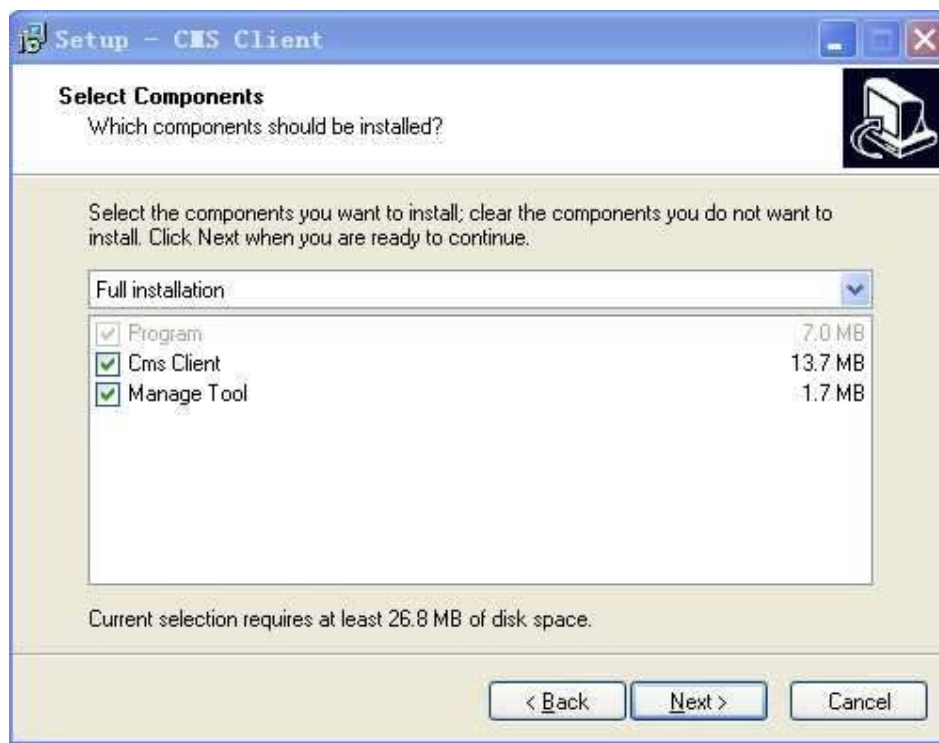 Setup - CMS Client
Select Components
Which components should be installed?
Select the components you want to install; clear the components you do not want to
install. Click Next when you are ready to continue.
Full installation
Program 7.0 MB
Cms Client 13.7 MB
Manage Tool 1.7 MB
Current selection requires at least 26.8 MB of disk space.
< Back Next > Cancel